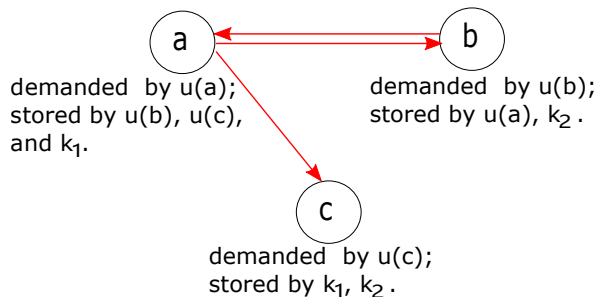 a
b
demanded by u(a);
stored by u(b), u(c),
and k₁.
demanded by u(b);
stored by u(a), k₂ .
c
demanded by u(c);
stored by k₁, k₂ .